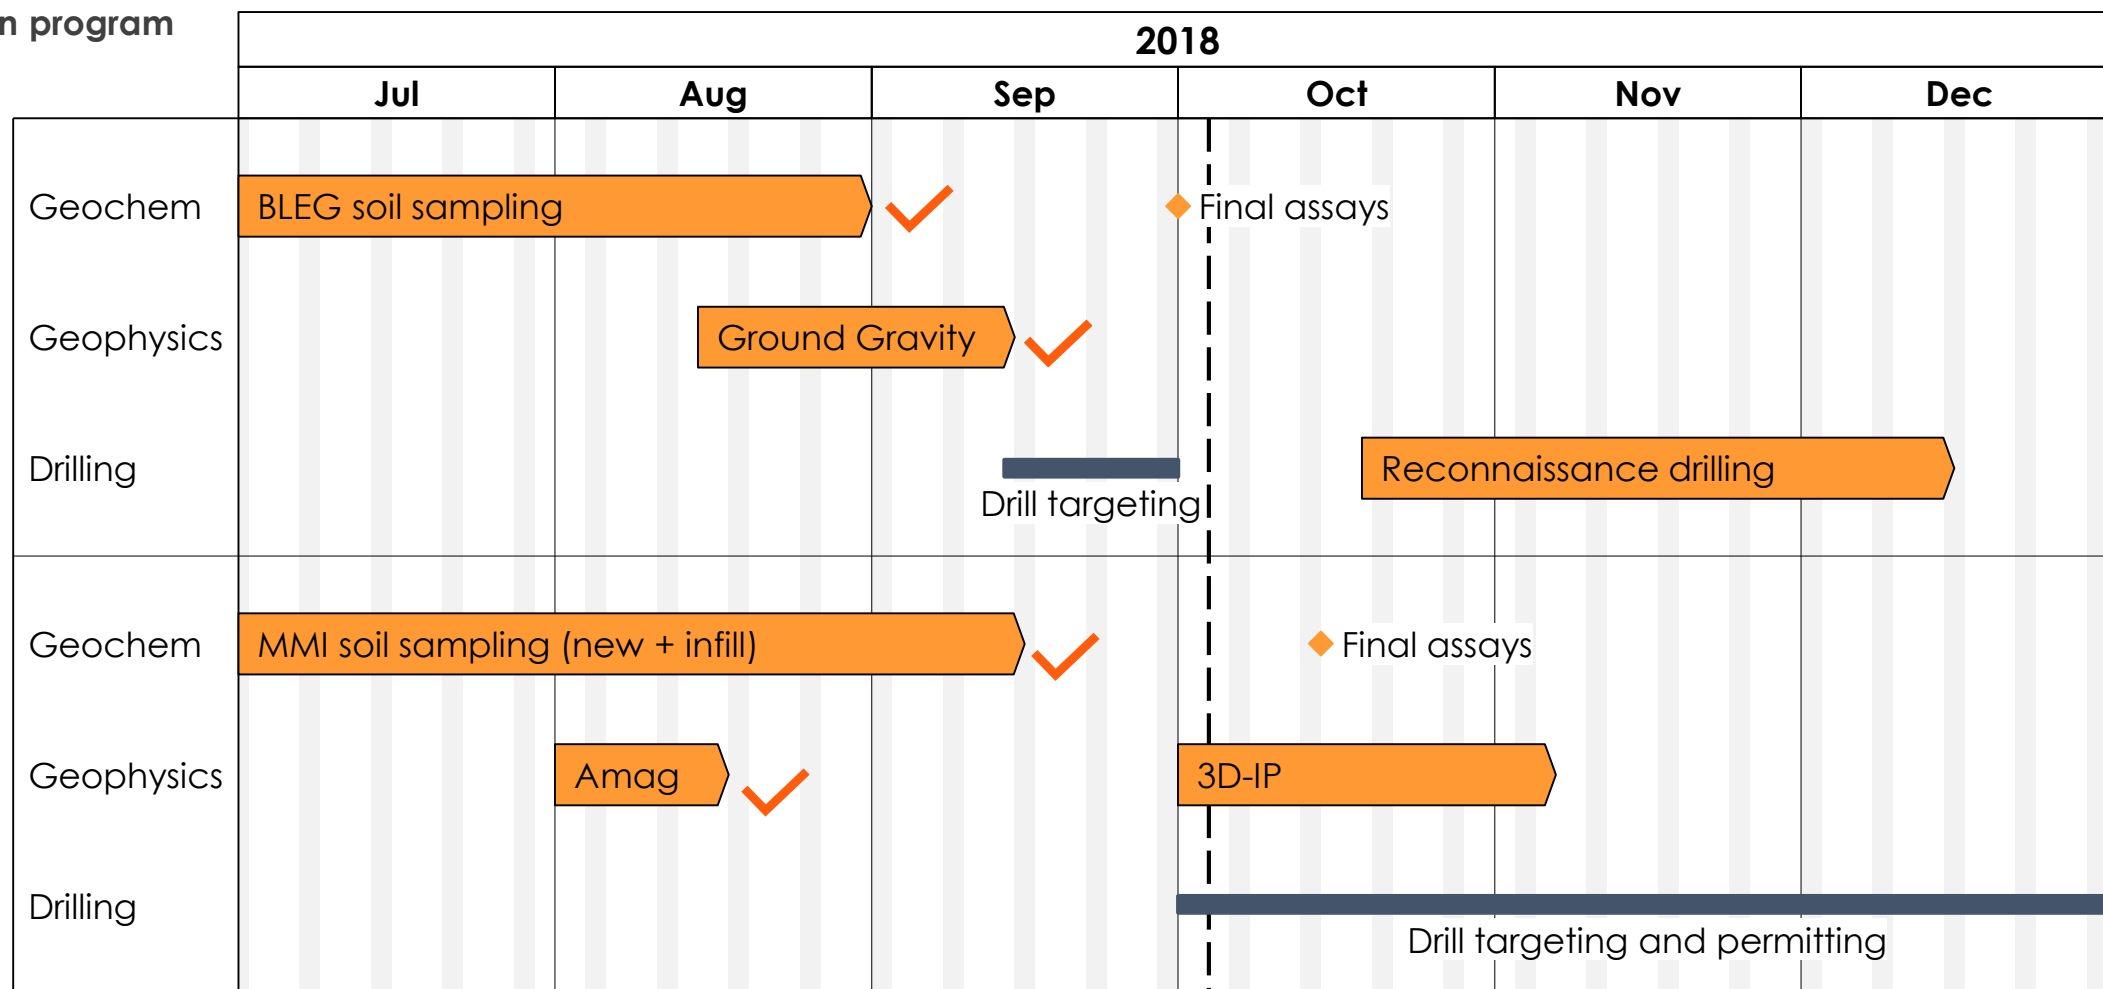 n program
2018
Jul Aug Sep Oct Nov Dec
Geochem BLEG soil sampling Final assays
Geophysics Ground Gravity
Drilling Reconnaissance drilling
Drill targeting
Geochem MMI soil sampling (new + infill) Final assays
Geophysics Amag 3D-IP
Drilling
Drill targeting and permitting